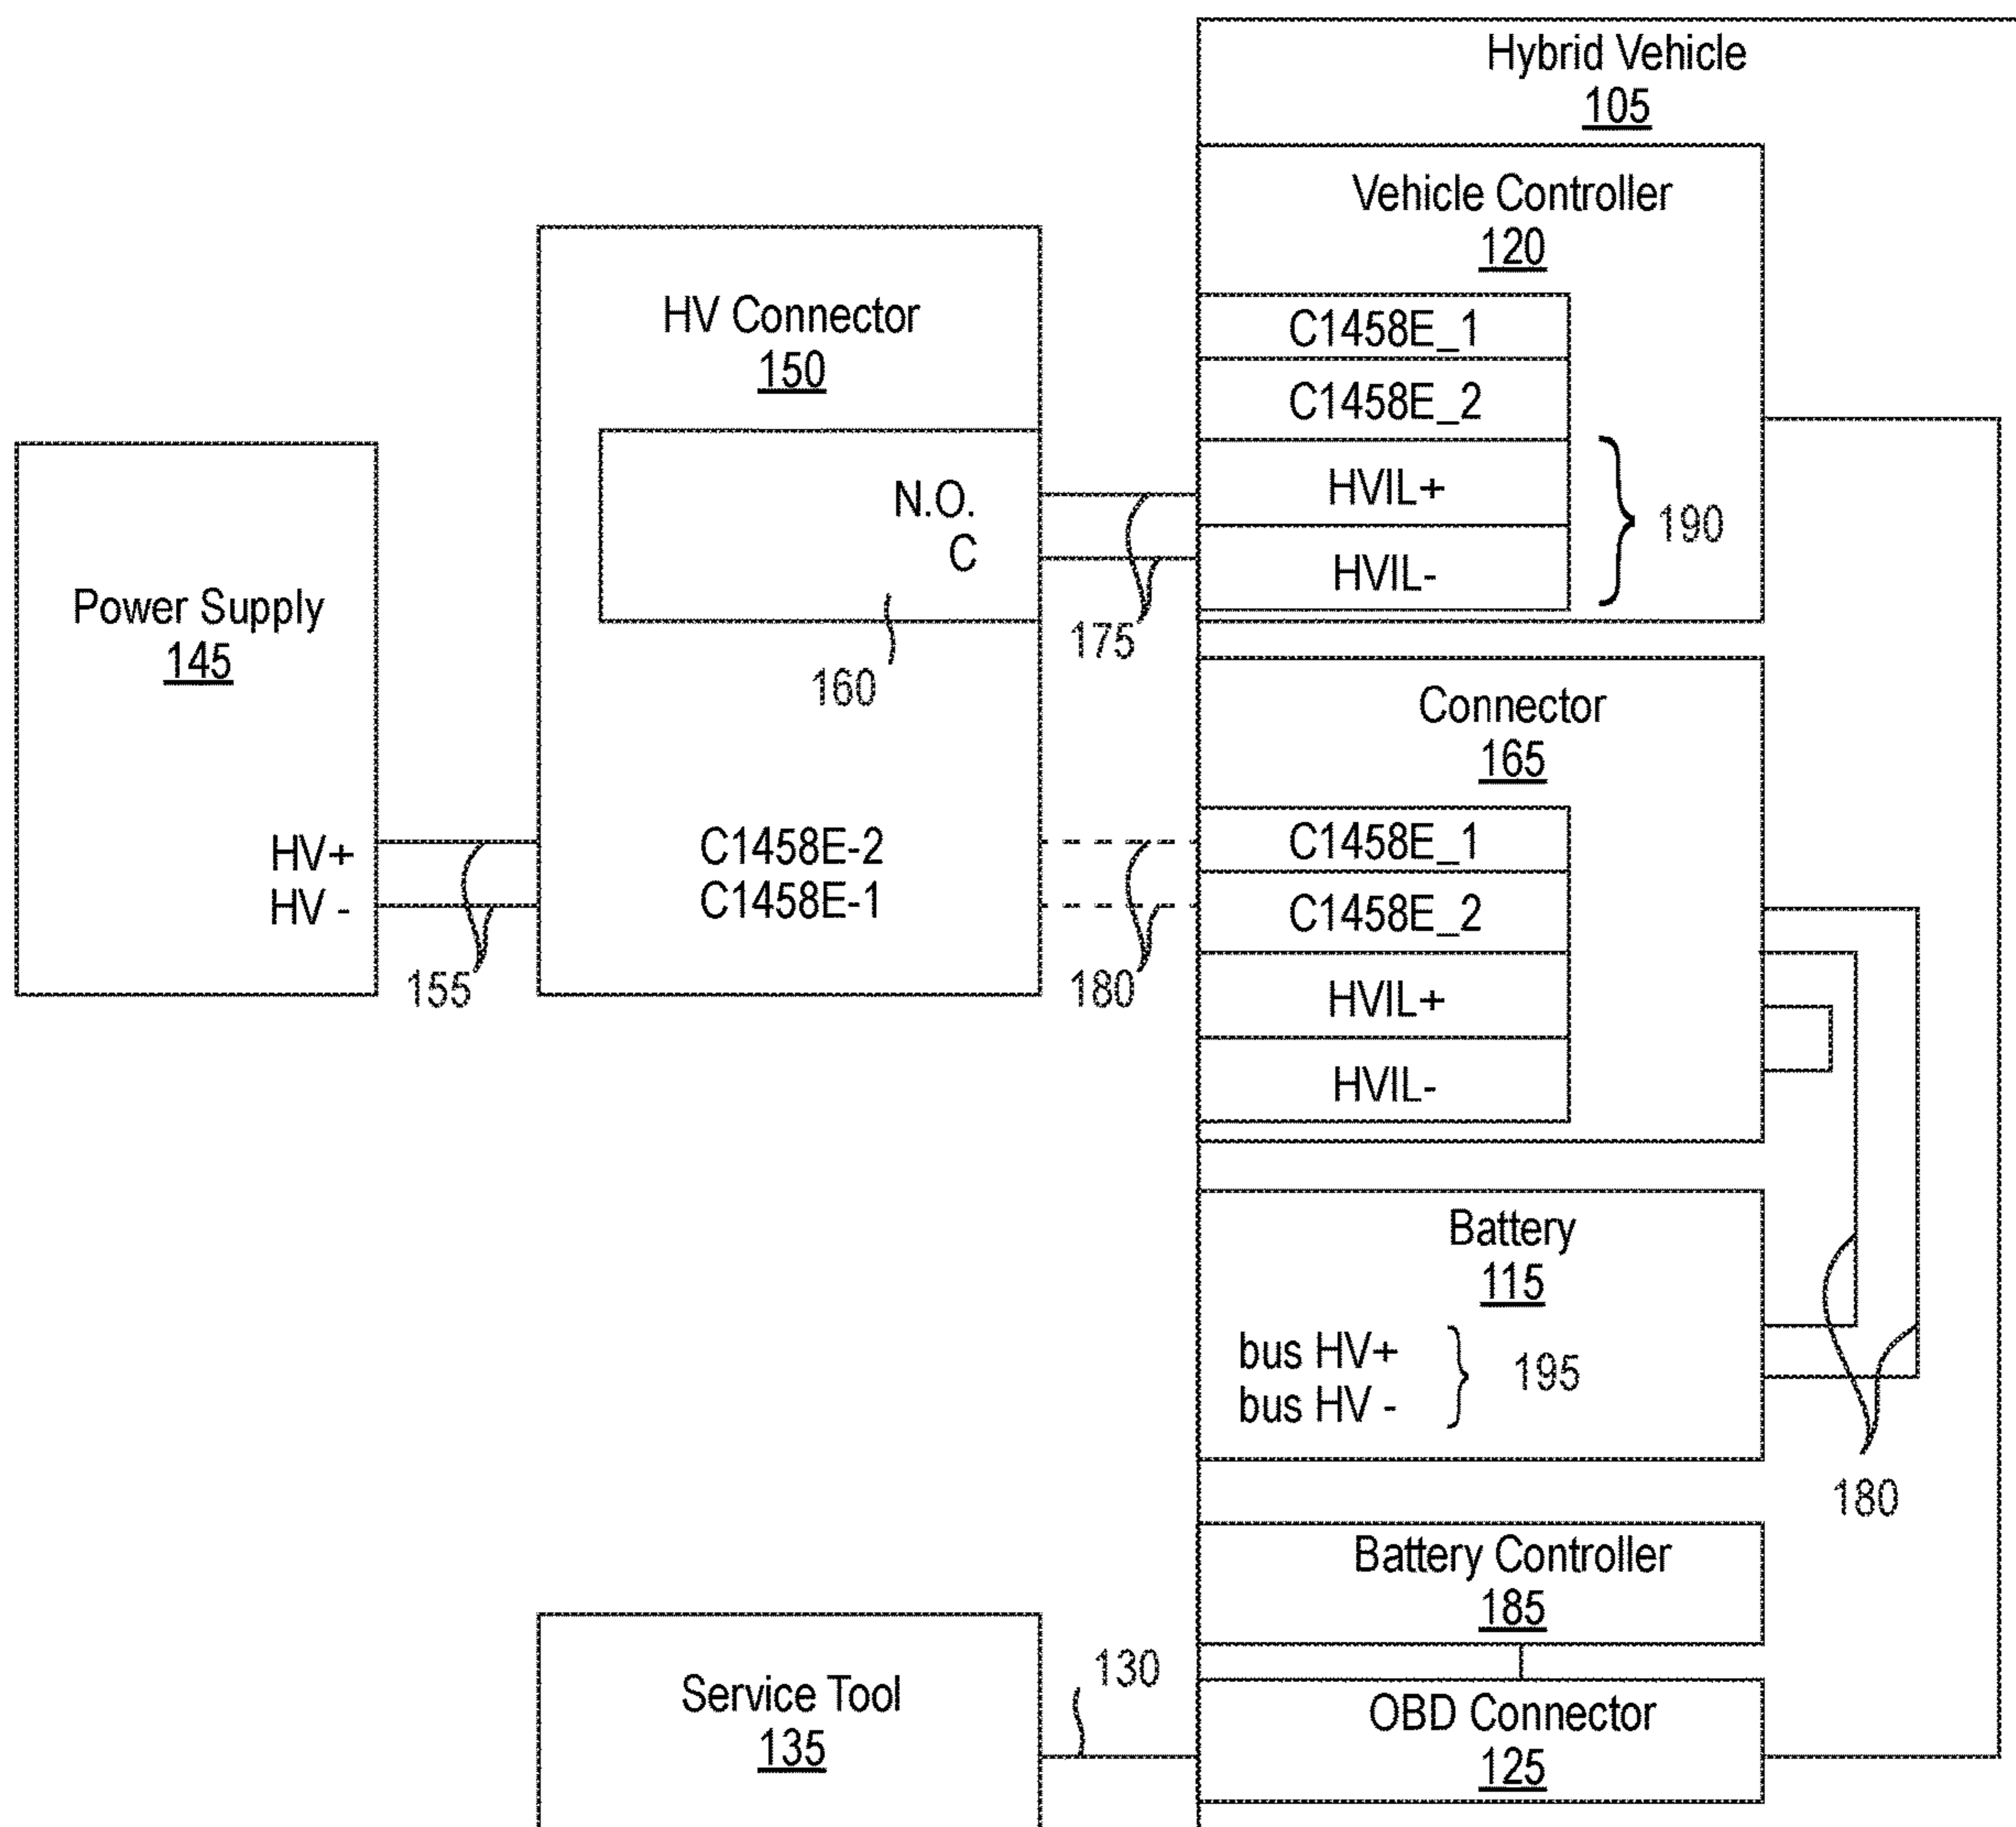 Hybrid Vehicle
105
Vehicle Controller
120
C1458E_1
C1458E_2
HVIL+
HVIL-
190
HV Connector
150
N.O.
C
160
175
Power Supply
145
HV+
HV -
155
C1458E-2
C1458E-1
180
Connector
165
C1458E_1
C1458E_2
HVIL+
HVIL-
Battery
115
bus HV+
bus HV -
195
180
Battery Controller
185
Service Tool
135
130
OBD Connector
125